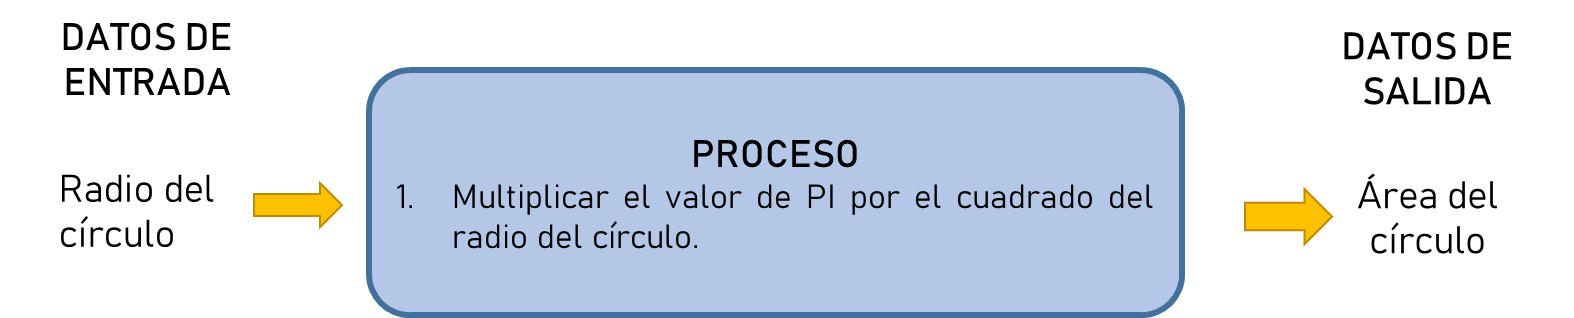 DATOS DE
ENTRADA
Radio del
círculo
PROCESO
1. Multiplicar el valor de PI por el cuadrado del
radio del círculo.
DATOS DE
SALIDA
Área del
círculo